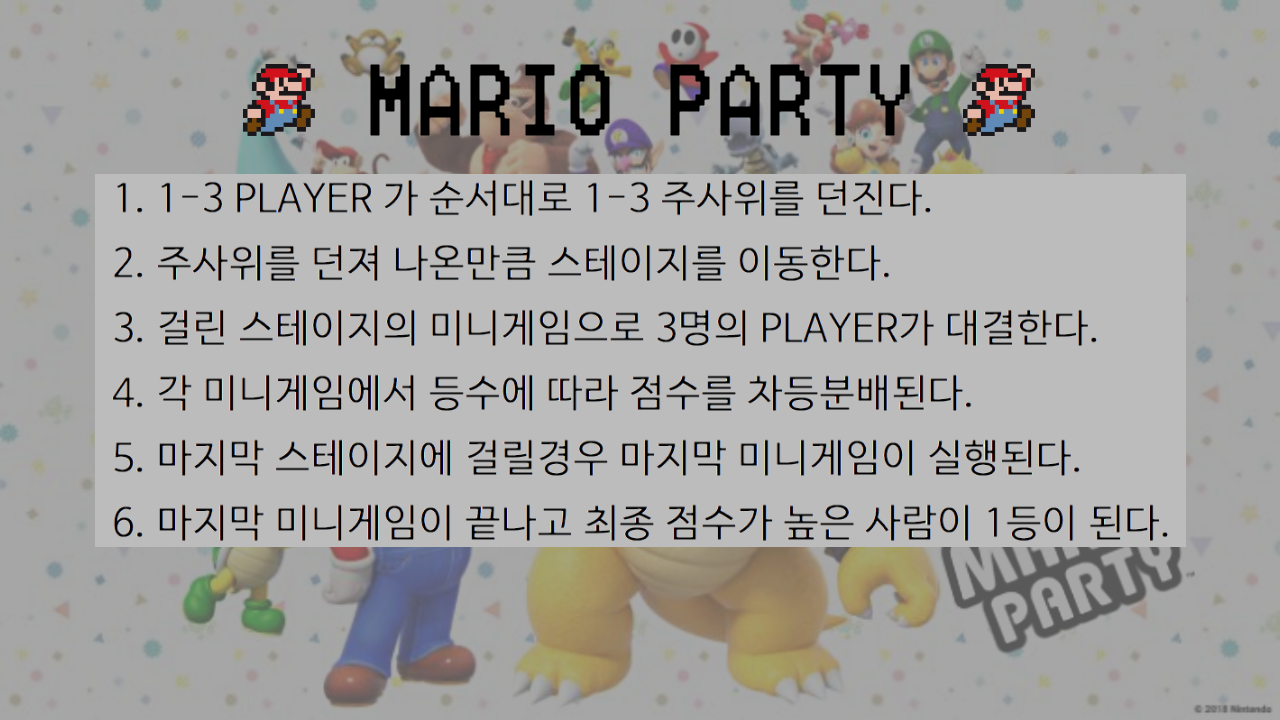 MARIO PARTY
1. 1-3 PLAYER 가 순서대로 1-3 주사위를 던진다.
2. 주사위를 던져 나온만큼 스테이지를 이동한다.
3. 걸린 스테이지의 미니게임으로 3명의 PLAYER가 대결한다.
4. 각 미니게임에서 등수에 따라 점수를 차등분배된다.
5. 마지막 스테이지에 걸릴경우 마지막 미니게임이 실행된다.
6. 마지막 미니게임이 끝나고 최종 점수가 높은 사람이 1등이 된다.
PARTY
© 2018 Nintendo